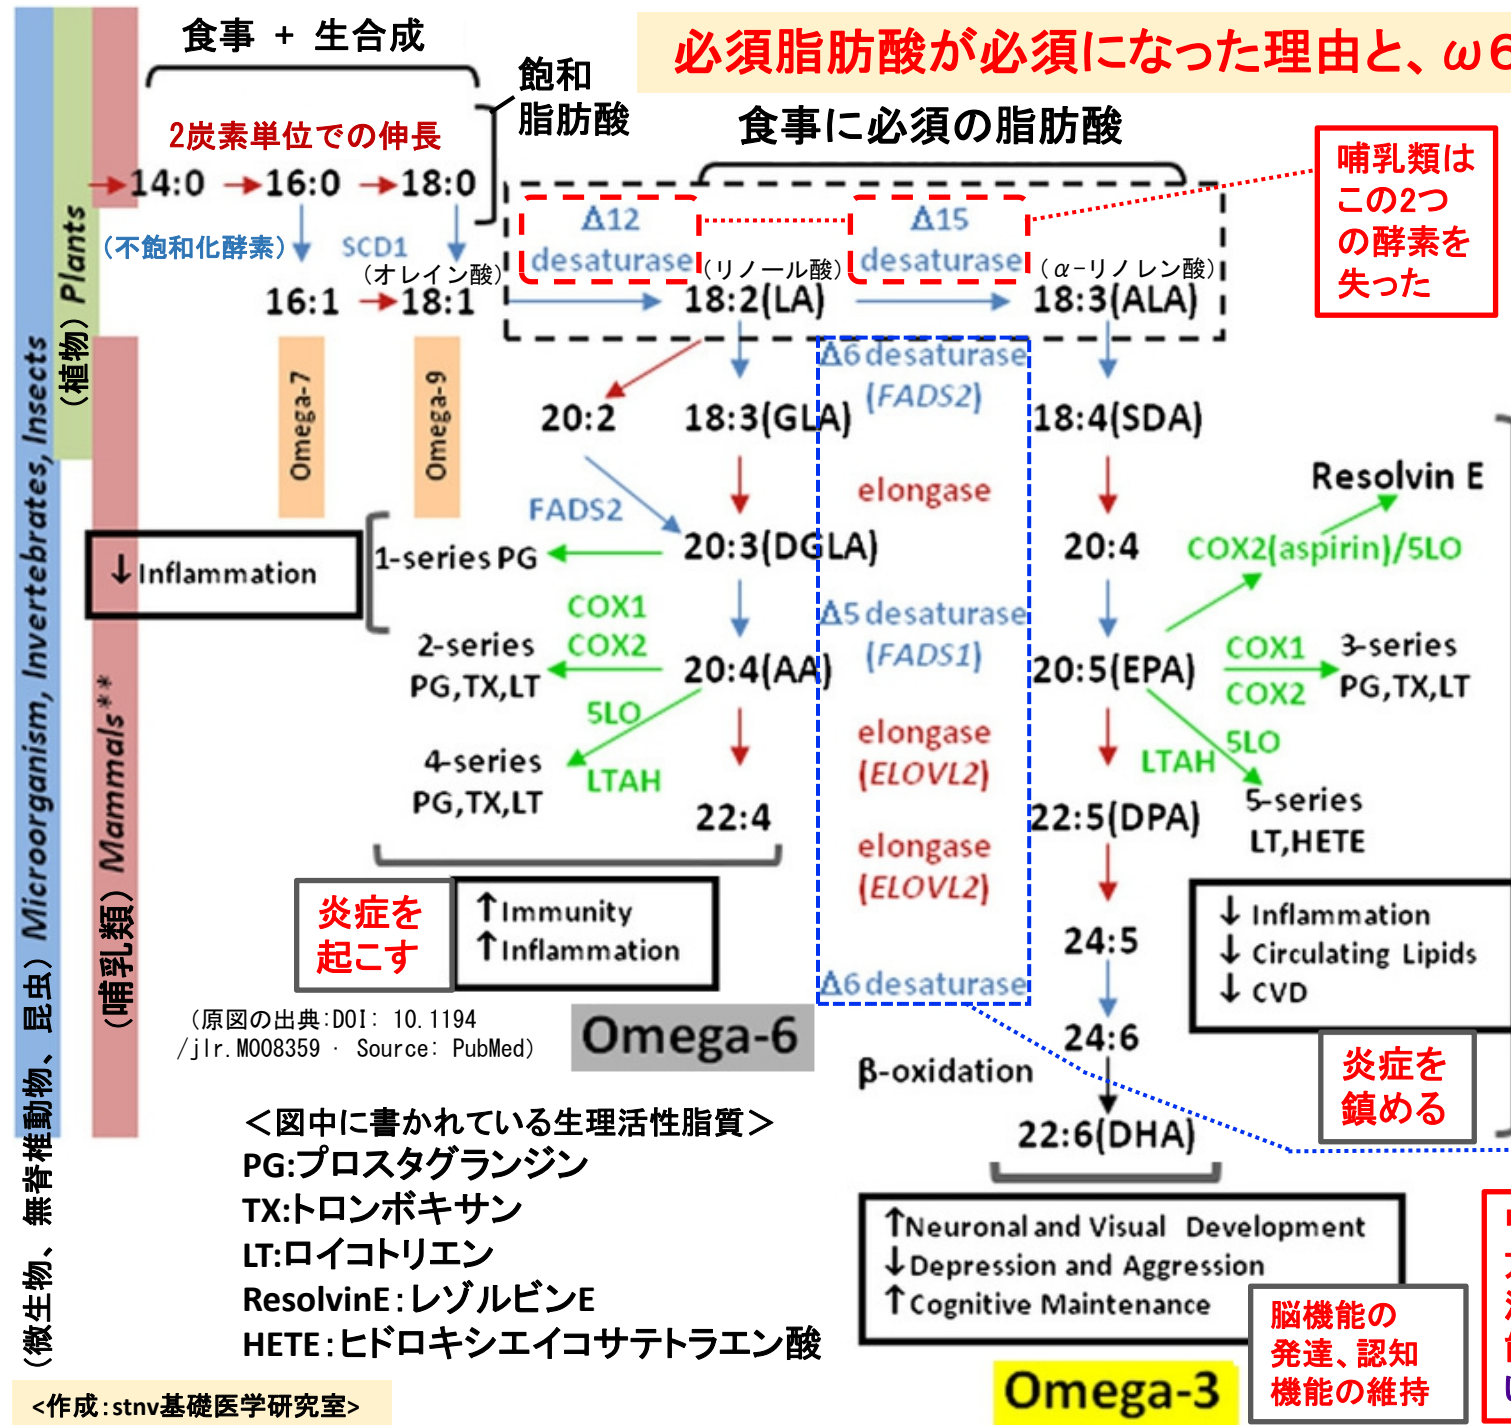 食事 + 生合成
必須脂肪酸が必須になった理由と、ω6
飽和
脂肪酸
食事に必須の脂肪酸
2炭素単位での伸長
14:0
16:0
18:0
哺乳類は
この2つ
の酵素を
失った
Δ12
desaturase
Δ15
desaturase
(不飽和化酵素)
SCD1
(オレイン酸)
(リノール酸)
(α-リノレン酸)
16:1
18:1
18:2(LA)
18:3(ALA)
(植物) Plants
(微生物、無脊椎動物、昆虫) Microorganism, Invertebrates, Insects
(哺乳類) Mammals**
Omega-7
Omega-9
Δ6 desaturase
(FADS2)
20:2
18:3(GLA)
18:4(SDA)
elongase
FADS2
Resolvin E
20:3(DGLA)
20:4
COX2(aspirin)/5LO
1-series PG
↓Inflammation
COX1
COX2
2-series
PG,TX,LT
20:4(AA)
Δ5 desaturase
(FADS1)
20:5(EPA)
COX1
COX2
3-series
PG,TX,LT
5LO
LTAH
4-series
PG,TX,LT
elongase
(ELOVL2)
5LO
LTAH
5-series
LT,HETE
22:4
22:5(DPA)
elongase
(ELOVL2)
炎症を
起こす
↑Immunity
↑Inflammation
24:5
↓ Inflammation
↓ Circulating Lipids
↓ CVD
Δ6 desaturase
(原図の出典:DOI: 10.1194
/jlr.M008359 · Source: PubMed)
Omega-6
24:6
β-oxidation
炎症を
鎮める
22:6(DHA)
<図中に書かれている生理活性脂質>
PG:プロスタグランジン
TX:トロンボキサン
LT:ロイコトリエン
ResolvinE:レゾルビンE
HETE:ヒドロキシエイコサテトラエン酸
↑Neuronal and Visual Development
↓Depression and Aggression
↑Cognitive Maintenance
脳機能の
発達、認知
機能の維持
Omega-3
<作成:stnv基礎医学研究室>